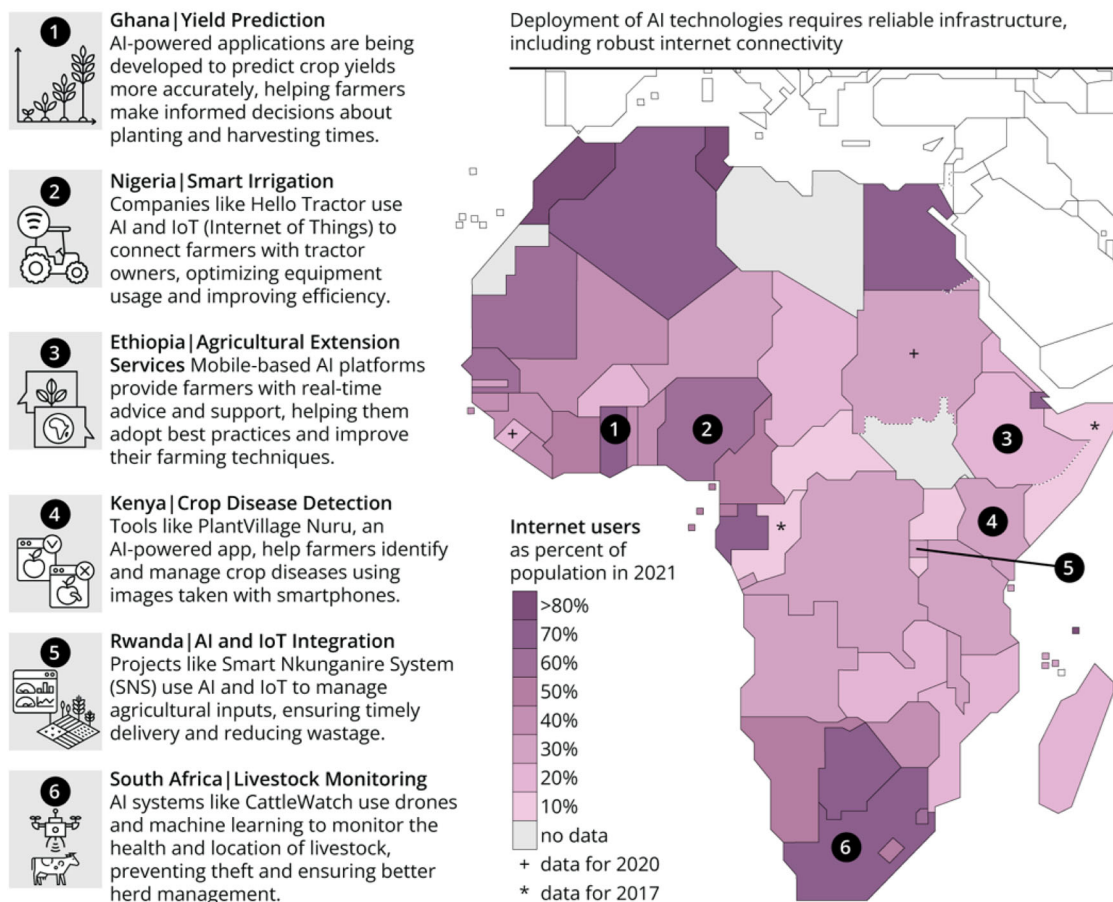 1
Ghana|Yield Prediction
AI-powered applications are being
developed to predict crop yields
more accurately, helping farmers
make informed decisions about
planting and harvesting times.
2
Nigeria|Smart Irrigation
Companies like Hello Tractor use
AI and IoT (Internet of Things) to
connect farmers with tractor
owners, optimizing equipment
usage and improving efficiency.
3
Ethiopia|Agricultural Extension
Services Mobile-based AI platforms
provide farmers with real-time
advice and support, helping them
adopt best practices and improve
their farming techniques.
4
Kenya|Crop Disease Detection
Tools like PlantVillage Nuru, an
AI-powered app, help farmers identify
and manage crop diseases using
images taken with smartphones.
5
Rwanda|AI and IoT Integration
Projects like Smart Nkunganire System
(SNS) use AI and IoT to manage
agricultural inputs, ensuring timely
delivery and reducing wastage.
6
South Africa|Livestock Monitoring
AI systems like CattleWatch use drones
and machine learning to monitor the
health and location of livestock,
preventing theft and ensuring better
herd management.
Deployment of AI technologies requires reliable infrastructure,
including robust internet connectivity
+
+
1
2
3
*
4
*
5
6
Internet users
as percent of
population in 2021
>80%
70%
60%
50%
40%
30%
20%
10%
no data
+ data for 2020
* data for 2017